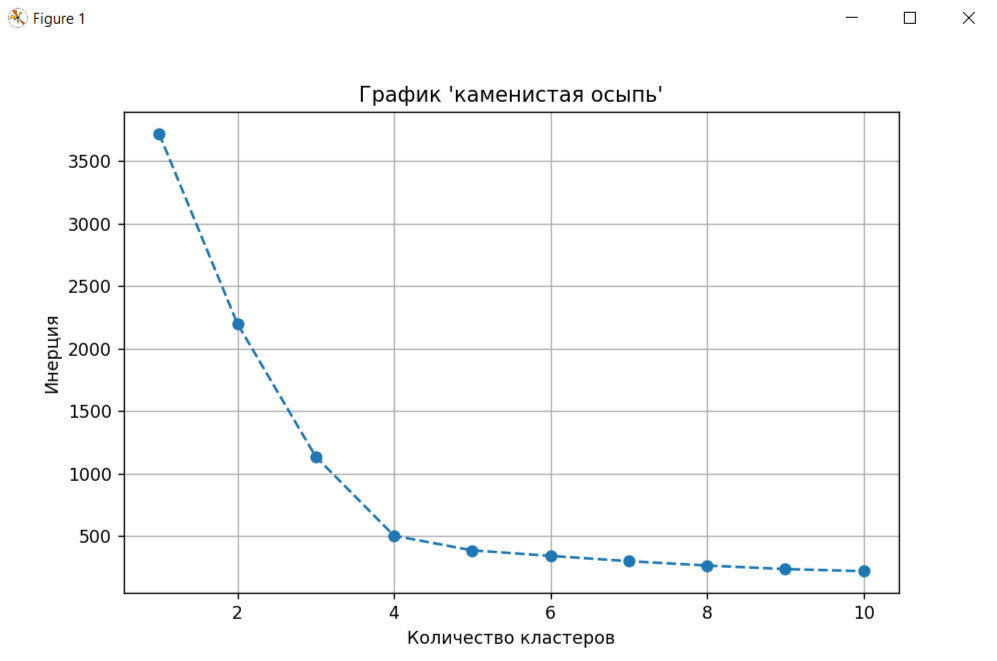 Figure 1
График 'каменистая осыпь'
3500
3000
2500
2000
1500
1000
500
Инерция
2 4 6 8 10
Количество кластеров